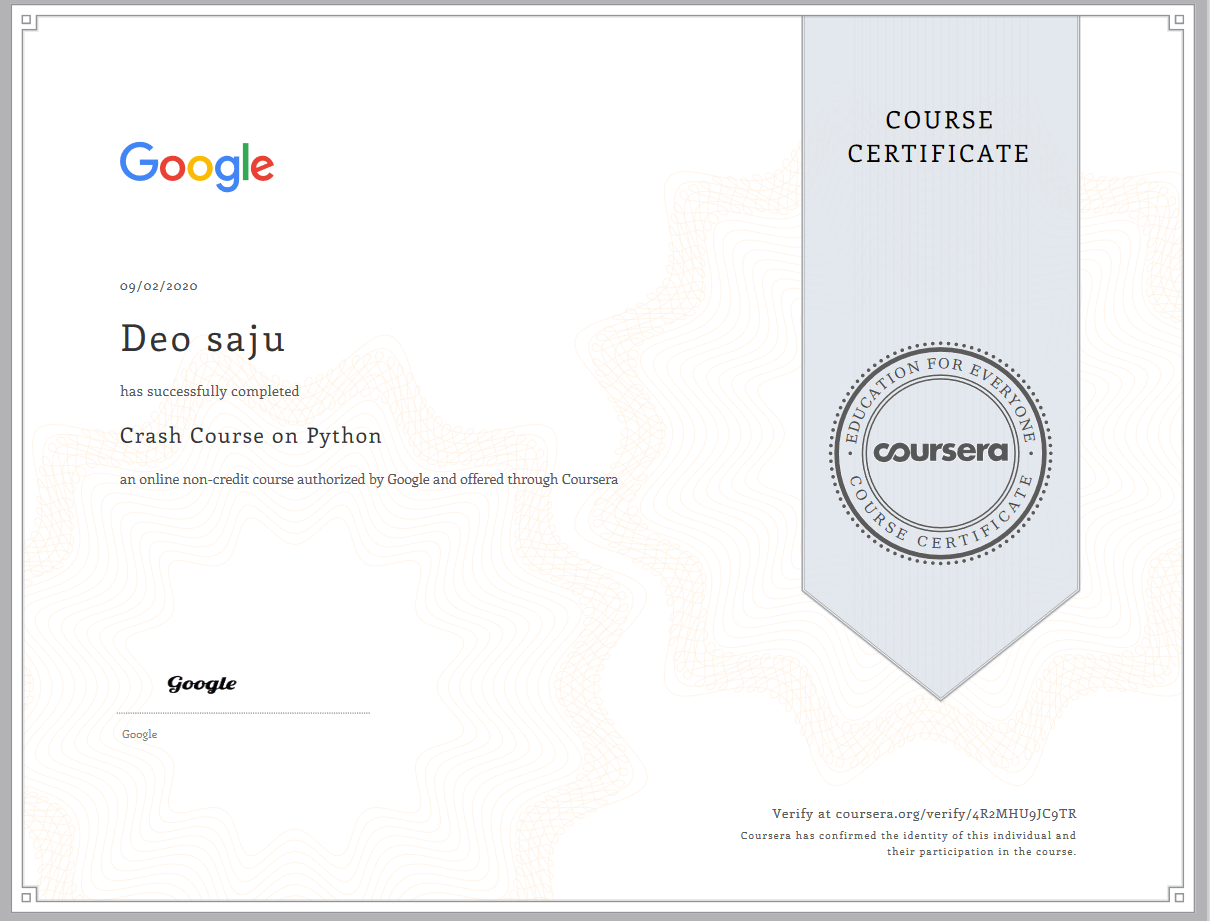 COURSE
CERTIFICATE
Google
09/02/2020
Deo saju
has successfully completed
Crash Course on Python
an online non-credit course authorized by Google and offered through Coursera
EDUCATION FOR EVERYONE
coursera
COURSE CERTIFICATE
Google
Google
Verify at coursera.org/verify/4R2MHU9JC9TR
Coursera has confirmed the identity of this individual and
their participation in the course.